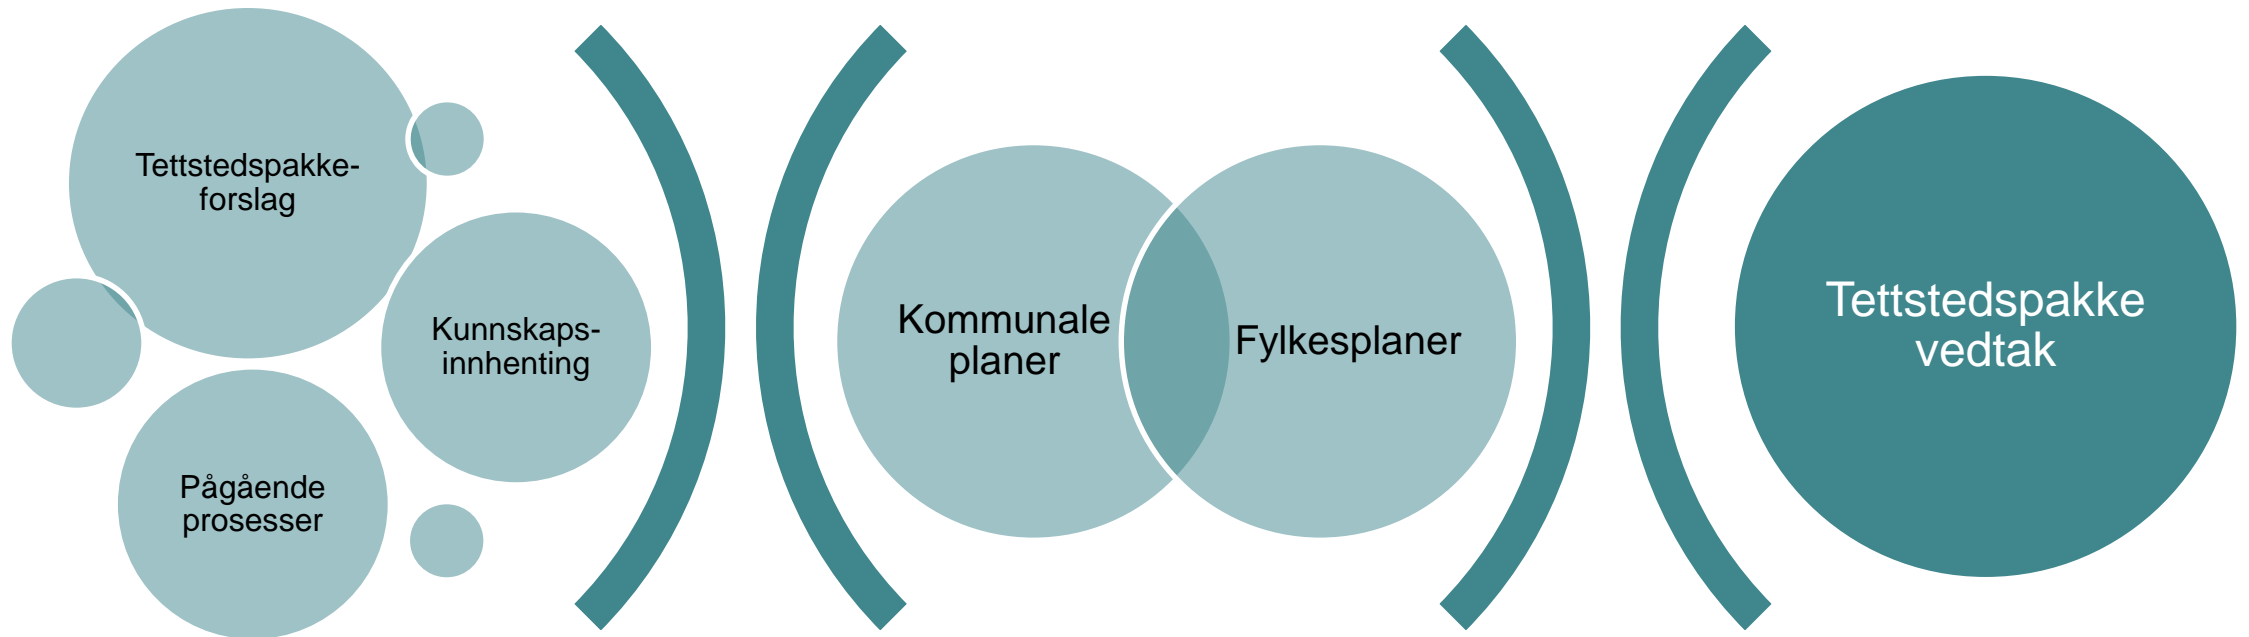 Tettstedspakke-
forslag
Kunnskaps-
innhenting
Pågående
prosesser
Kommunale
planer
Fylkesplaner
Tettstedspakke
vedtak